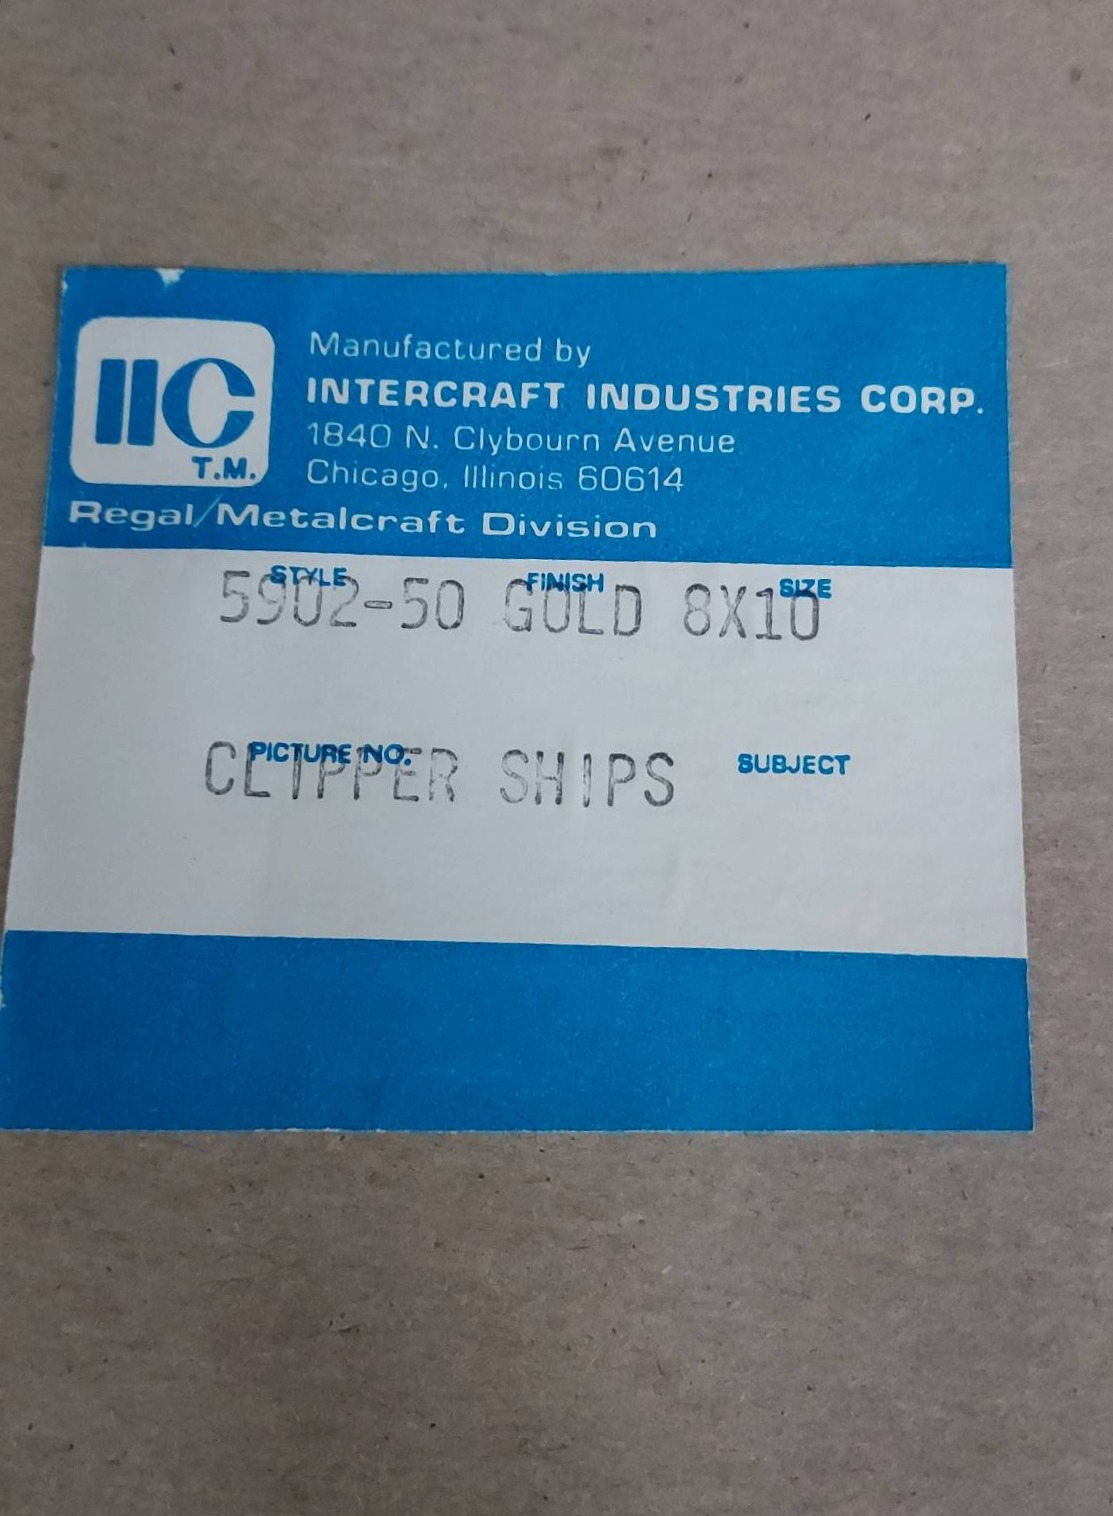 IIC
T.M.
Manufactured by
INTERCRAFT INDUSTRIES CORP.
1840 N. Clybourn Avenue
Chicago, Illinois 60614
Regal/Metalcraft Division
STYLE FINISH SIZE
5902-50 GOLD 8X10
PICTURE NO. SUBJECT
CLIPPER SHIPS